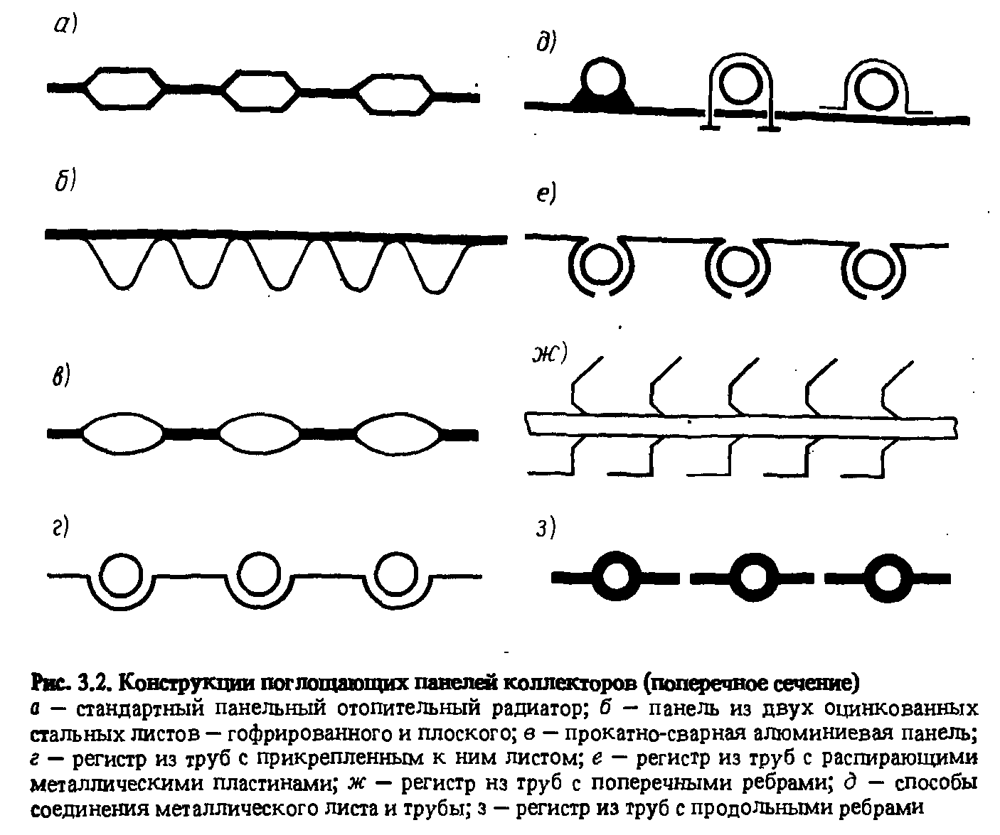 а)
д)
б)
е)
в)
ж)
г)
з)
Рис. 3.2. Конструкции поглощающих панелей коллекторов (поперечное сечение)
а — стандартный панельный отопительный радиатор; б — панель из двух оцинкованных
стальных листов — гофрированного и плоского; в — прокатно-сварная алюминиевая панель;
г — регистр из труб с прикрепленным к ним листом; е — регистр из труб с распирающими
металлическими пластинами; ж — регистр нз труб с поперечными ребрами; д — способы
соединения металлического листа и трубы; з — регистр из труб с продольными ребрами